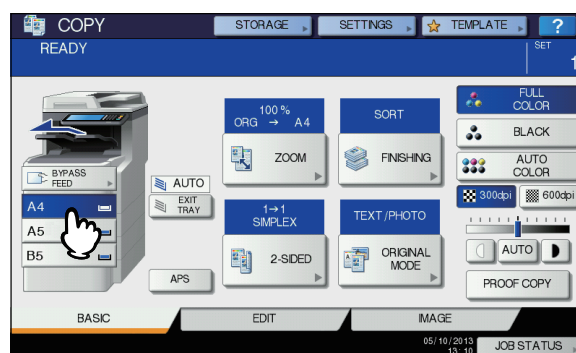 COPY
STORAGE
SETTINGS
TEMPLATE
?
READY
SET
1
100 %
ORG → A4
ZOOM
SORT
FINISHING
FULL
COLOR
BLACK
AUTO
COLOR
300dpi
600dpi
BYPASS
FEED
AUTO
EXIT
TRAY
A4
A5
B5
APS
1→1
SIMPLEX
2-SIDED
TEXT/PHOTO
ORIGINAL
MODE
AUTO
PROOF COPY
BASIC
EDIT
IMAGE
05/10/2013
13:10
JOB STATUS